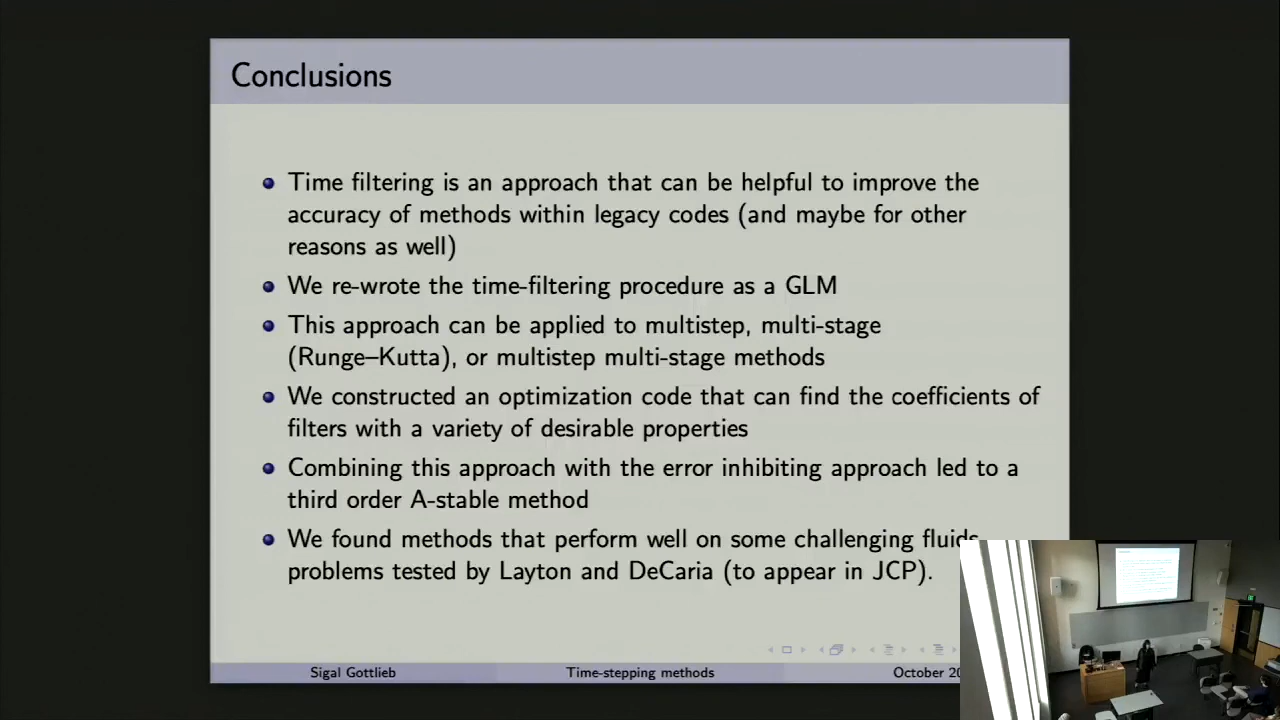 Conclusions
Time filtering is an approach that can be helpful to improve the
accuracy of methods within legacy codes (and maybe for other
reasons as well)
We re-wrote the time-filtering procedure as a GLM
This approach can be applied to multistep, multi-stage
(Runge–Kutta), or multistep multi-stage methods
We constructed an optimization code that can find the coefficients of
filters with a variety of desirable properties
Combining this approach with the error inhibiting approach led to a
third order A-stable method
We found methods that perform well on some challenging fluids
problems tested by Layton and DeCaria (to appear in JCP).
Sigal Gottlieb Time-stepping methods October